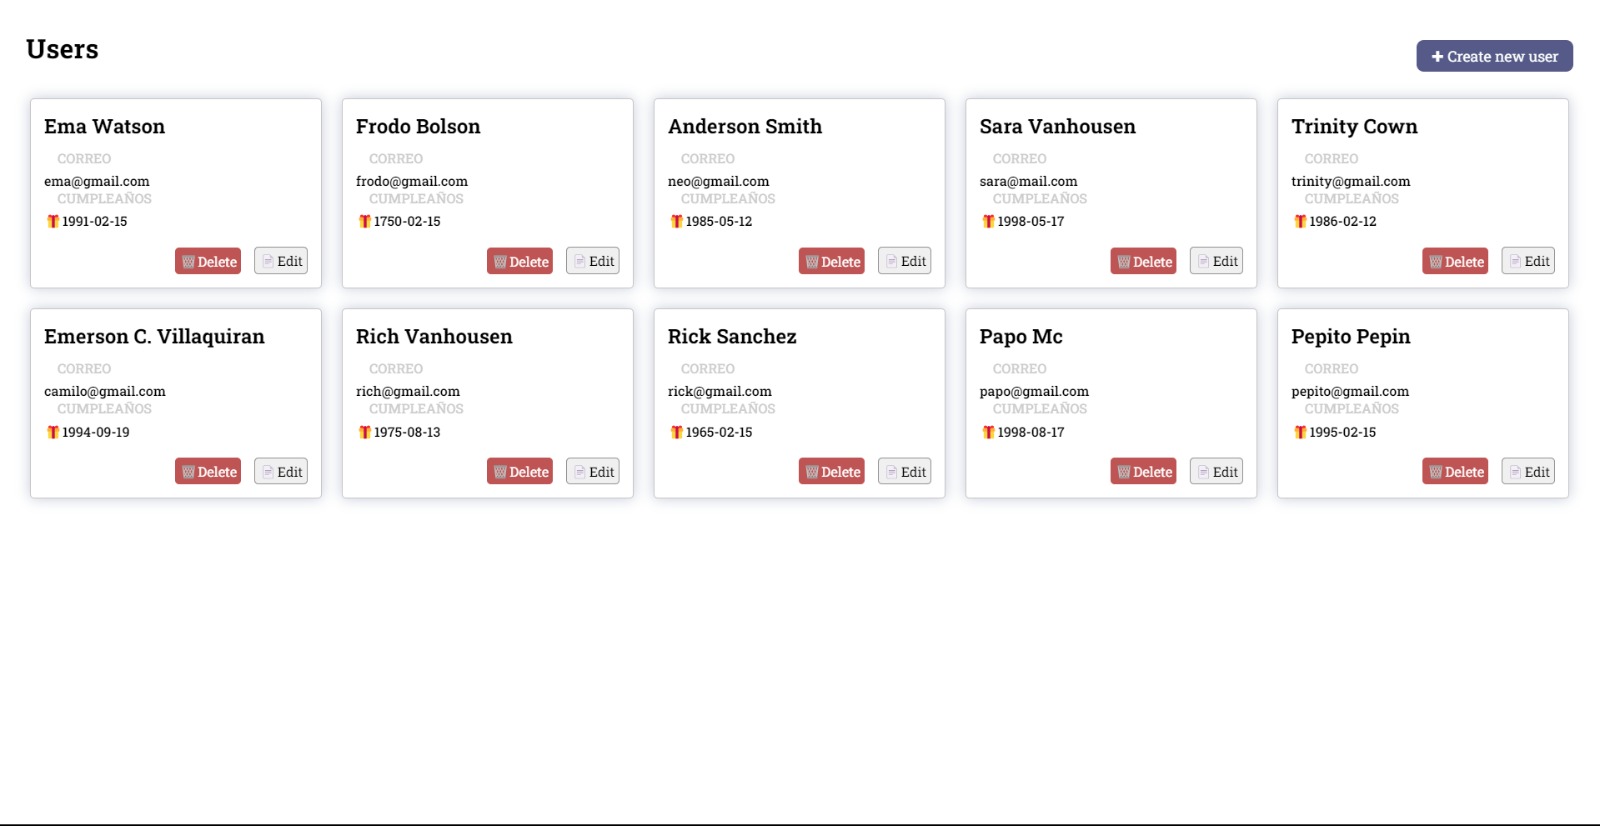 Users
+ Create new user
Ema Watson
CORREO
ema@gmail.com
CUMPLEAÑOS
1991-02-15
Delete Edit
Frodo Bolson
CORREO
frodo@gmail.com
CUMPLEAÑOS
1750-02-15
Delete Edit
Anderson Smith
CORREO
neo@gmail.com
CUMPLEAÑOS
1985-05-12
Delete Edit
Sara Vanhousen
CORREO
sara@mail.com
CUMPLEAÑOS
1998-05-17
Delete Edit
Trinity Cown
CORREO
trinity@gmail.com
CUMPLEAÑOS
1986-02-12
Delete Edit
Emerson C. Villaquiran
CORREO
camilo@gmail.com
CUMPLEAÑOS
1994-09-19
Delete Edit
Rich Vanhousen
CORREO
rich@gmail.com
CUMPLEAÑOS
1975-08-13
Delete Edit
Rick Sanchez
CORREO
rick@gmail.com
CUMPLEAÑOS
1965-02-15
Delete Edit
Papo Mc
CORREO
papo@gmail.com
CUMPLEAÑOS
1998-08-17
Delete Edit
Pepito Pepin
CORREO
pepito@gmail.com
CUMPLEAÑOS
1995-02-15
Delete Edit